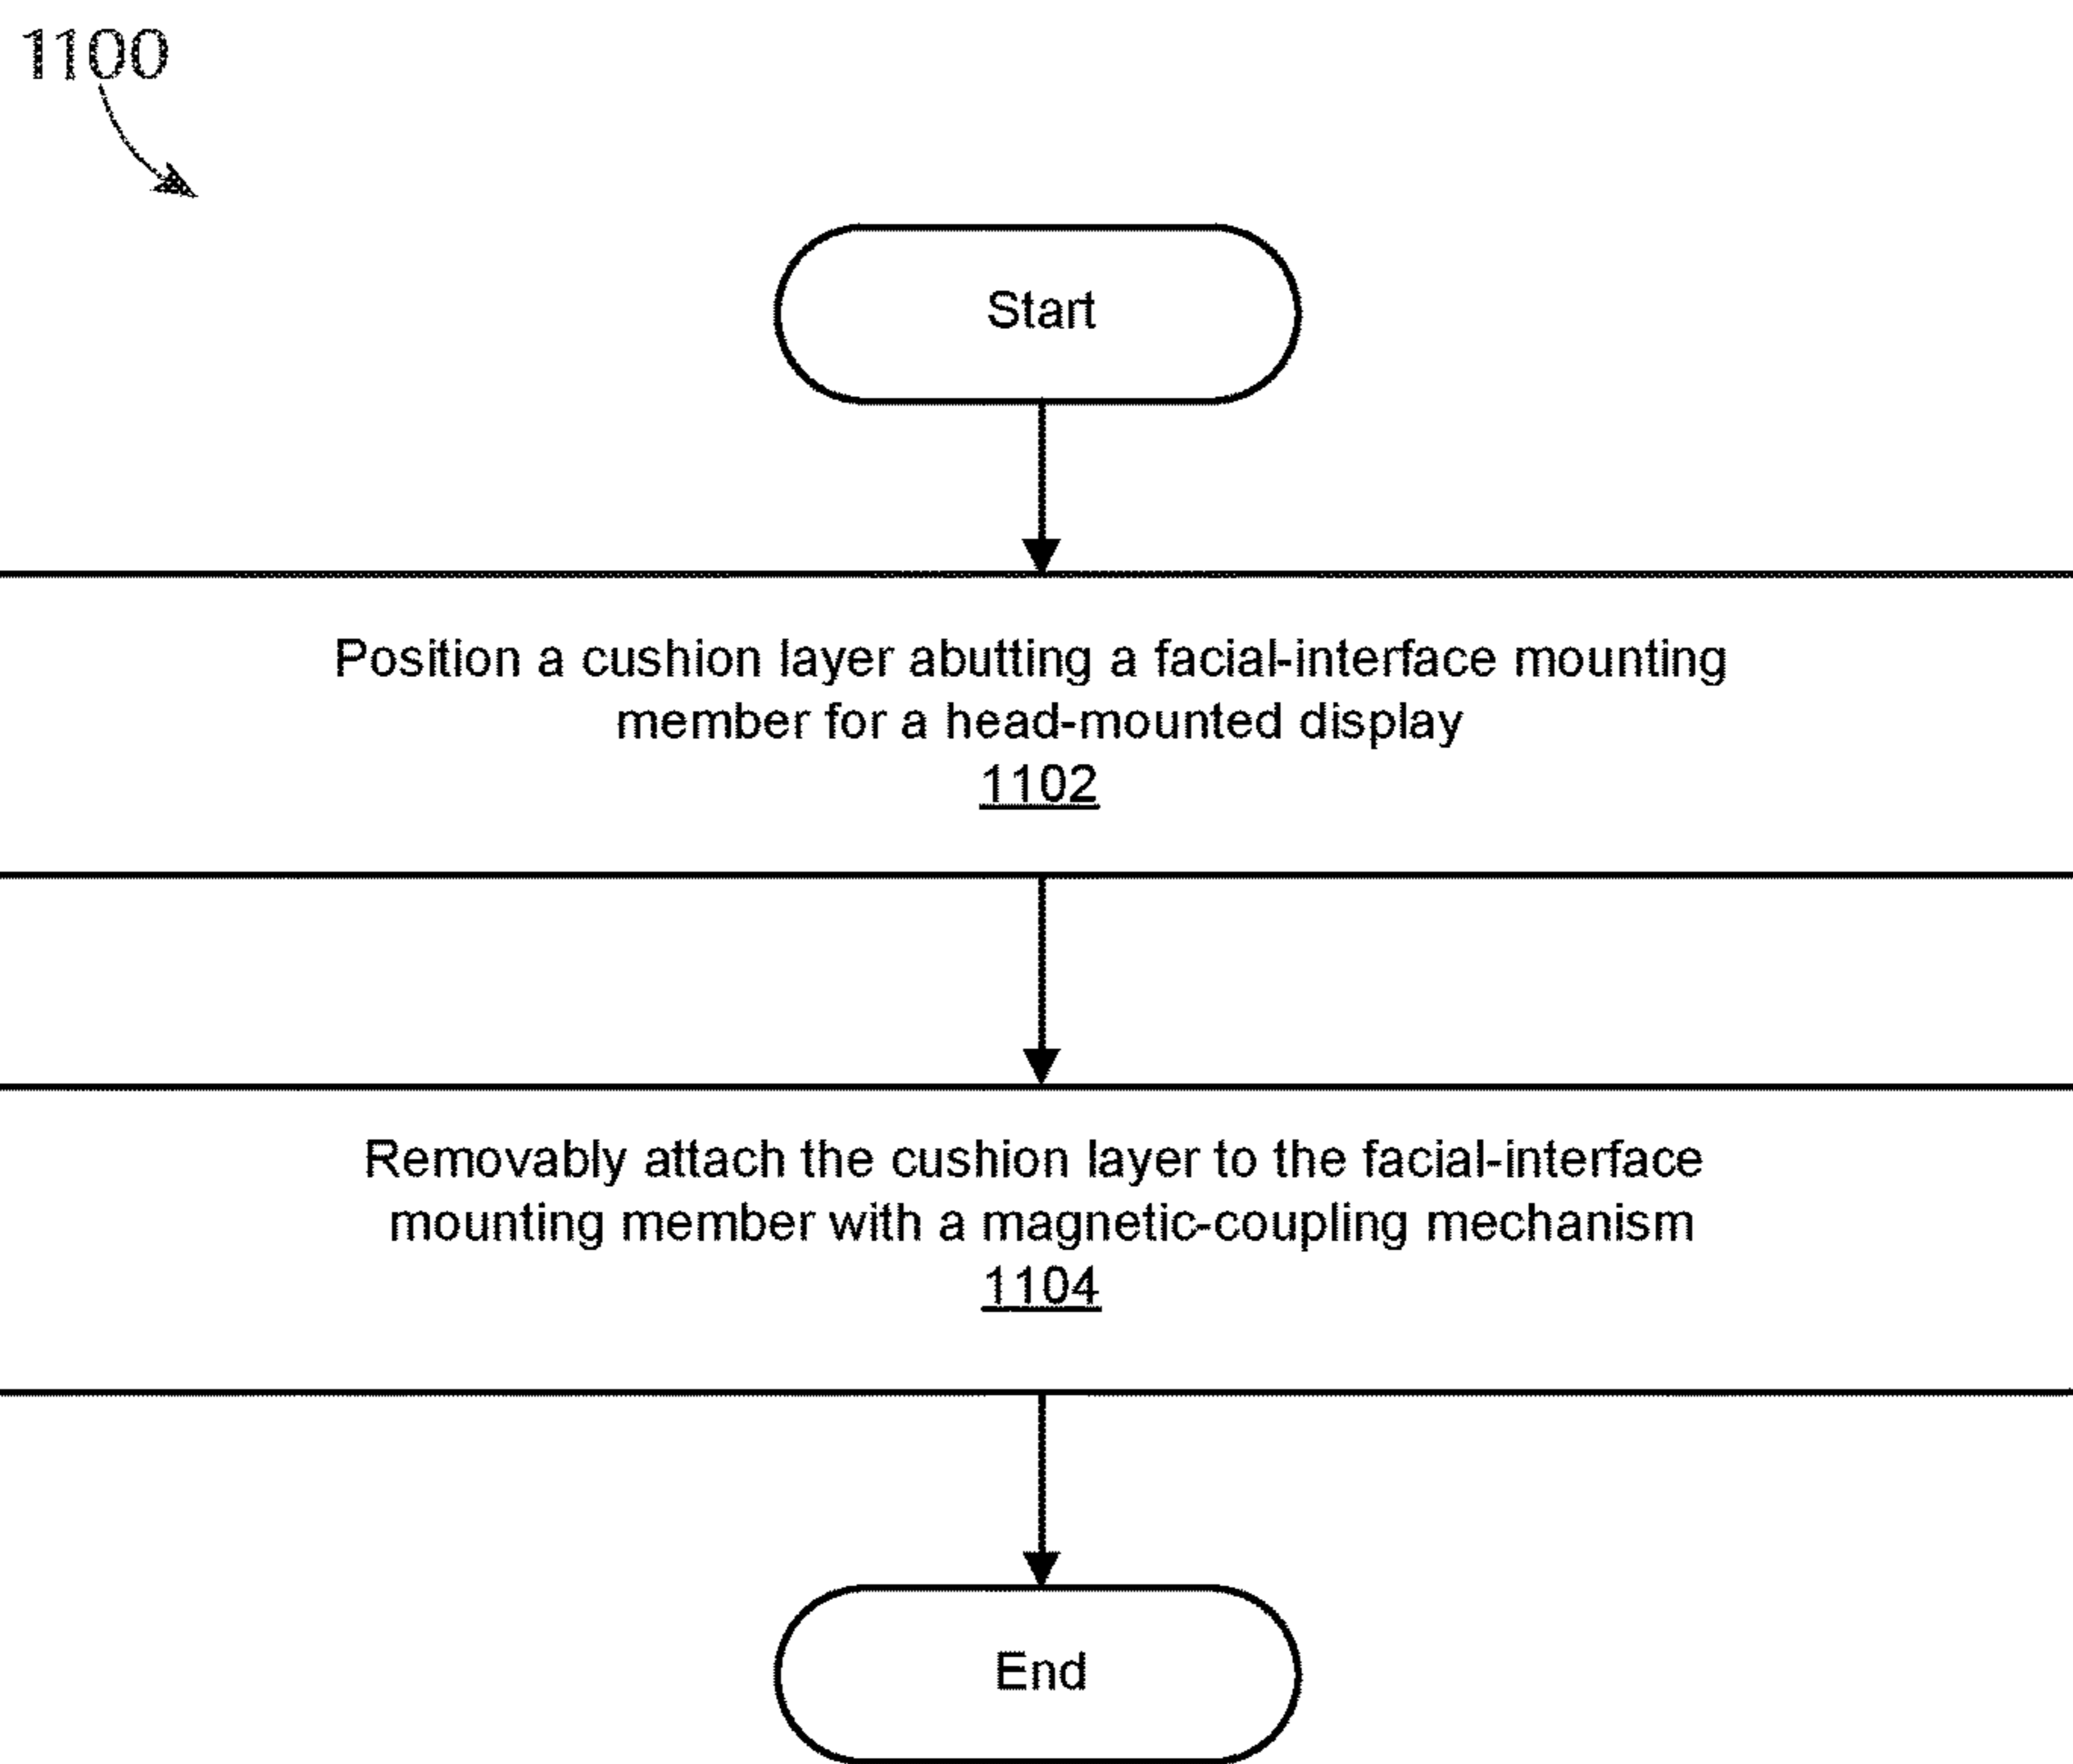 1100
Start
Position a cushion layer abutting a facial-interface mounting
member for a head-mounted display
1102
Removably attach the cushion layer to the facial-interface
mounting member with a magnetic-coupling mechanism
1104
End